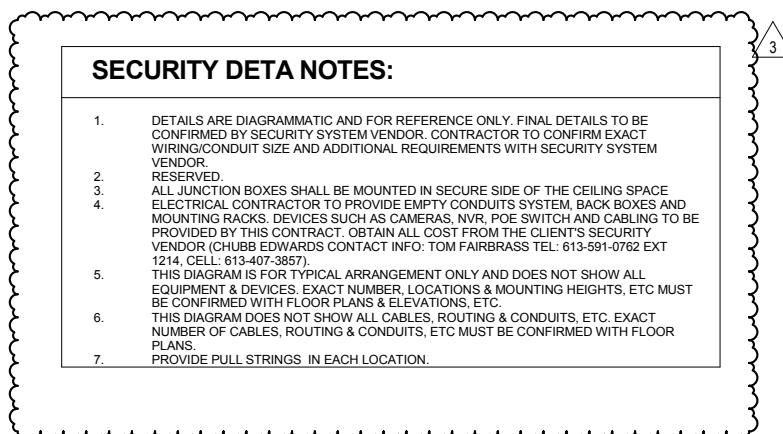 3
SECURITY DETA NOTES:
1. DETAILS ARE DIAGRAMMATIC AND FOR REFERENCE ONLY. FINAL DETAILS TO BE
CONFIRMED BY SECURITY SYSTEM VENDOR. CONTRACTOR TO CONFIRM EXACT
WIRING/CONDUIT SIZE AND ADDITIONAL REQUIREMENTS WITH SECURITY SYSTEM
VENDOR.
2. RESERVED.
3. ALL JUNCTION BOXES SHALL BE MOUNTED IN SECURE SIDE OF THE CEILING SPACE
4. ELECTRICAL CONTRACTOR TO PROVIDE EMPTY CONDUITS SYSTEM, BACK BOXES AND
MOUNTING RACKS. DEVICES SUCH AS CAMERAS, NVR, POE SWITCH AND CABLING TO BE
PROVIDED BY THIS CONTRACT. OBTAIN ALL COST FROM THE CLIENT'S SECURITY
VENDOR (CHUBB EDWARDS CONTACT INFO: TOM FAIRBRASS TEL: 613-591-0762 EXT
1214, CELL: 613-407-3857).
5. THIS DIAGRAM IS FOR TYPICAL ARRANGEMENT ONLY AND DOES NOT SHOW ALL
EQUIPMENT & DEVICES. EXACT NUMBER, LOCATIONS & MOUNTING HEIGHTS, ETC MUST
BE CONFIRMED WITH FLOOR PLANS & ELEVATIONS, ETC.
6. THIS DIAGRAM DOES NOT SHOW ALL CABLES, ROUTING & CONDUITS, ETC. EXACT
NUMBER OF CABLES, ROUTING & CONDUITS, ETC MUST BE CONFIRMED WITH FLOOR
PLANS.
7. PROVIDE PULL STRINGS IN EACH LOCATION.